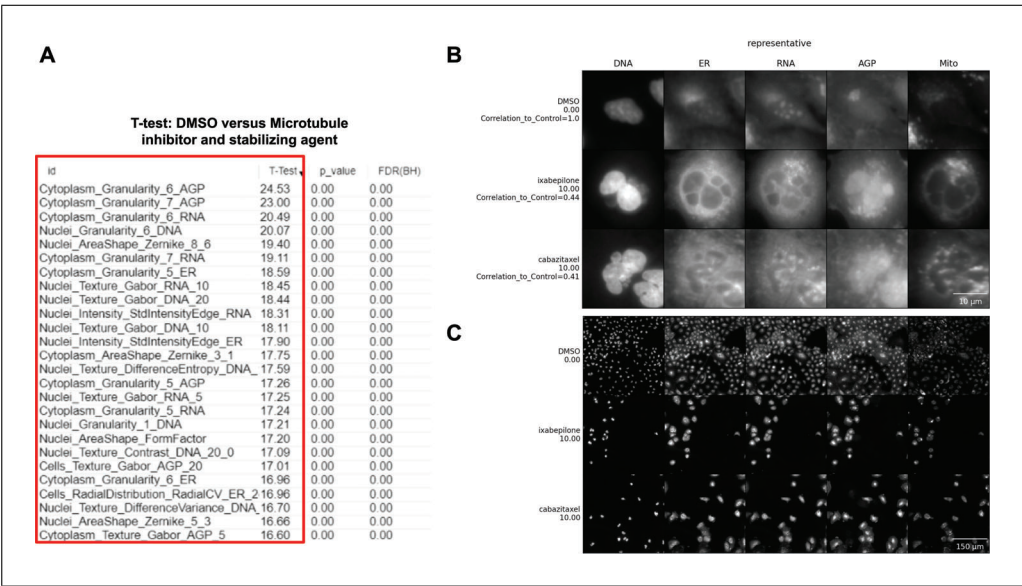 A
T-test: DMSO versus Microtubule
inhibitor and stabilizing agent
id T-Test p_value FDR(BH)
Cytoplasm_Granularity_6_AGP 24.53 0.00 0.00
Cytoplasm_Granularity_7_AGP 23.00 0.00 0.00
Cytoplasm_Granularity_6_RNA 20.49 0.00 0.00
Nuclei_Granularity_6_DNA 20.07 0.00 0.00
Nuclei_AreaShape_Zernike_8_6 19.40 0.00 0.00
Cytoplasm_Granularity_7_RNA 19.11 0.00 0.00
Cytoplasm_Granularity_5_ER 18.59 0.00 0.00
Nuclei_Texture_Gabor_RNA_10 18.45 0.00 0.00
Nuclei_Texture_Gabor_DNA_20 18.44 0.00 0.00
Nuclei_Intensity_StdIntensityEdge_RNA 18.31 0.00 0.00
Nuclei_Texture_Gabor_DNA_10 18.11 0.00 0.00
Nuclei_Intensity_StdIntensityEdge_ER 17.90 0.00 0.00
Cytoplasm_AreaShape_Zernike_3_1 17.75 0.00 0.00
Nuclei_Texture_DifferenceEntropy_DNA_ 17.59 0.00 0.00
Cytoplasm_Granularity_5_AGP 17.26 0.00 0.00
Nuclei_Texture_Gabor_RNA_5 17.25 0.00 0.00
Cytoplasm_Granularity_5_RNA 17.24 0.00 0.00
Nuclei_Granularity_1_DNA 17.21 0.00 0.00
Nuclei_AreaShape_FormFactor 17.20 0.00 0.00
Nuclei_Texture_Contrast_DNA_20_0 17.09 0.00 0.00
Cells_Texture_Gabor_AGP_20 17.01 0.00 0.00
Cytoplasm_Granularity_6_ER 16.96 0.00 0.00
Cells_RadialDistribution_RadialCV_ER_2 16.96 0.00 0.00
Nuclei_Texture_DifferenceVariance_DNA_ 16.70 0.00 0.00
Nuclei_AreaShape_Zernike_5_3 16.66 0.00 0.00
Cytoplasm_Texture_Gabor_AGP_5 16.60 0.00 0.00
B
representative
DNA ER RNA AGP Mito
DMSO
0.00
Correlation_to_Control=1.0
ixabepilone
10.00
Correlation_to_Control=0.44
cabazitaxel
10.00
Correlation_to_Control=0.41
10 μm
C
DMSO
0.00
ixabepilone
10.00
cabazitaxel
10.00
150 μm